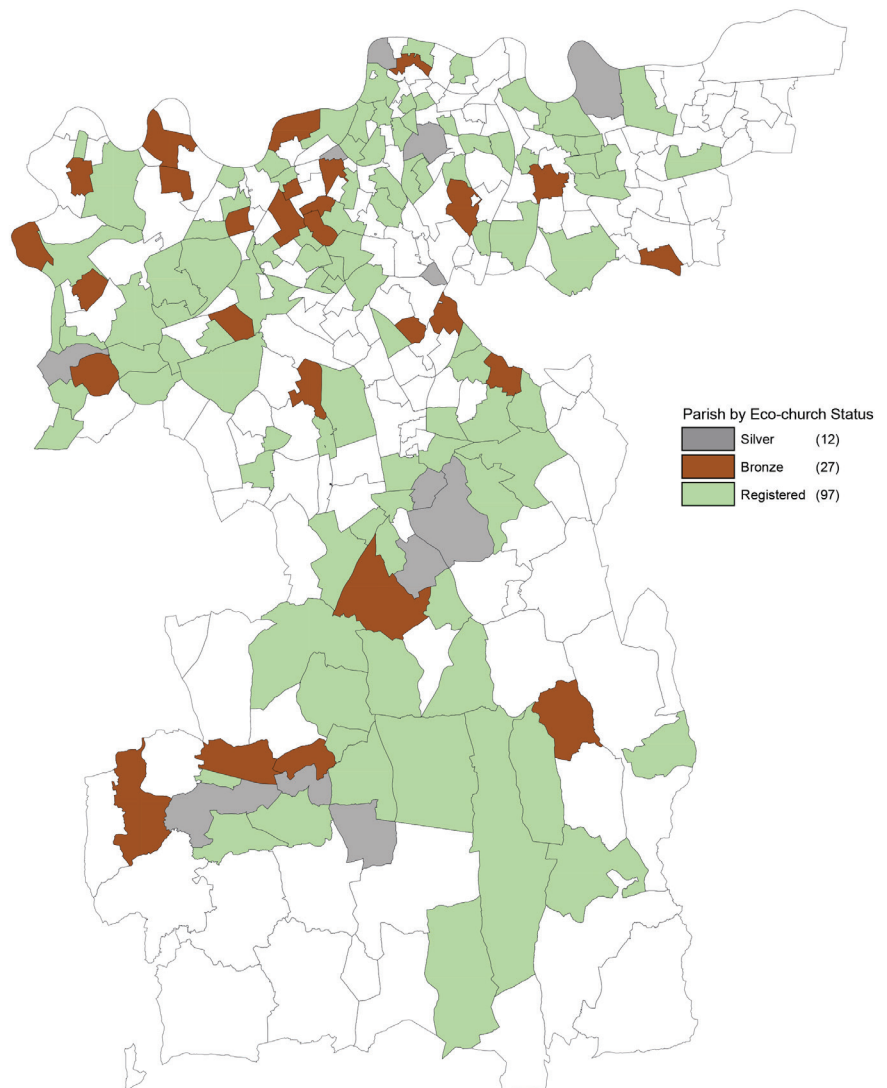 Parish by Eco-church Status
Silver (12)
Bronze (27)
Registered (97)